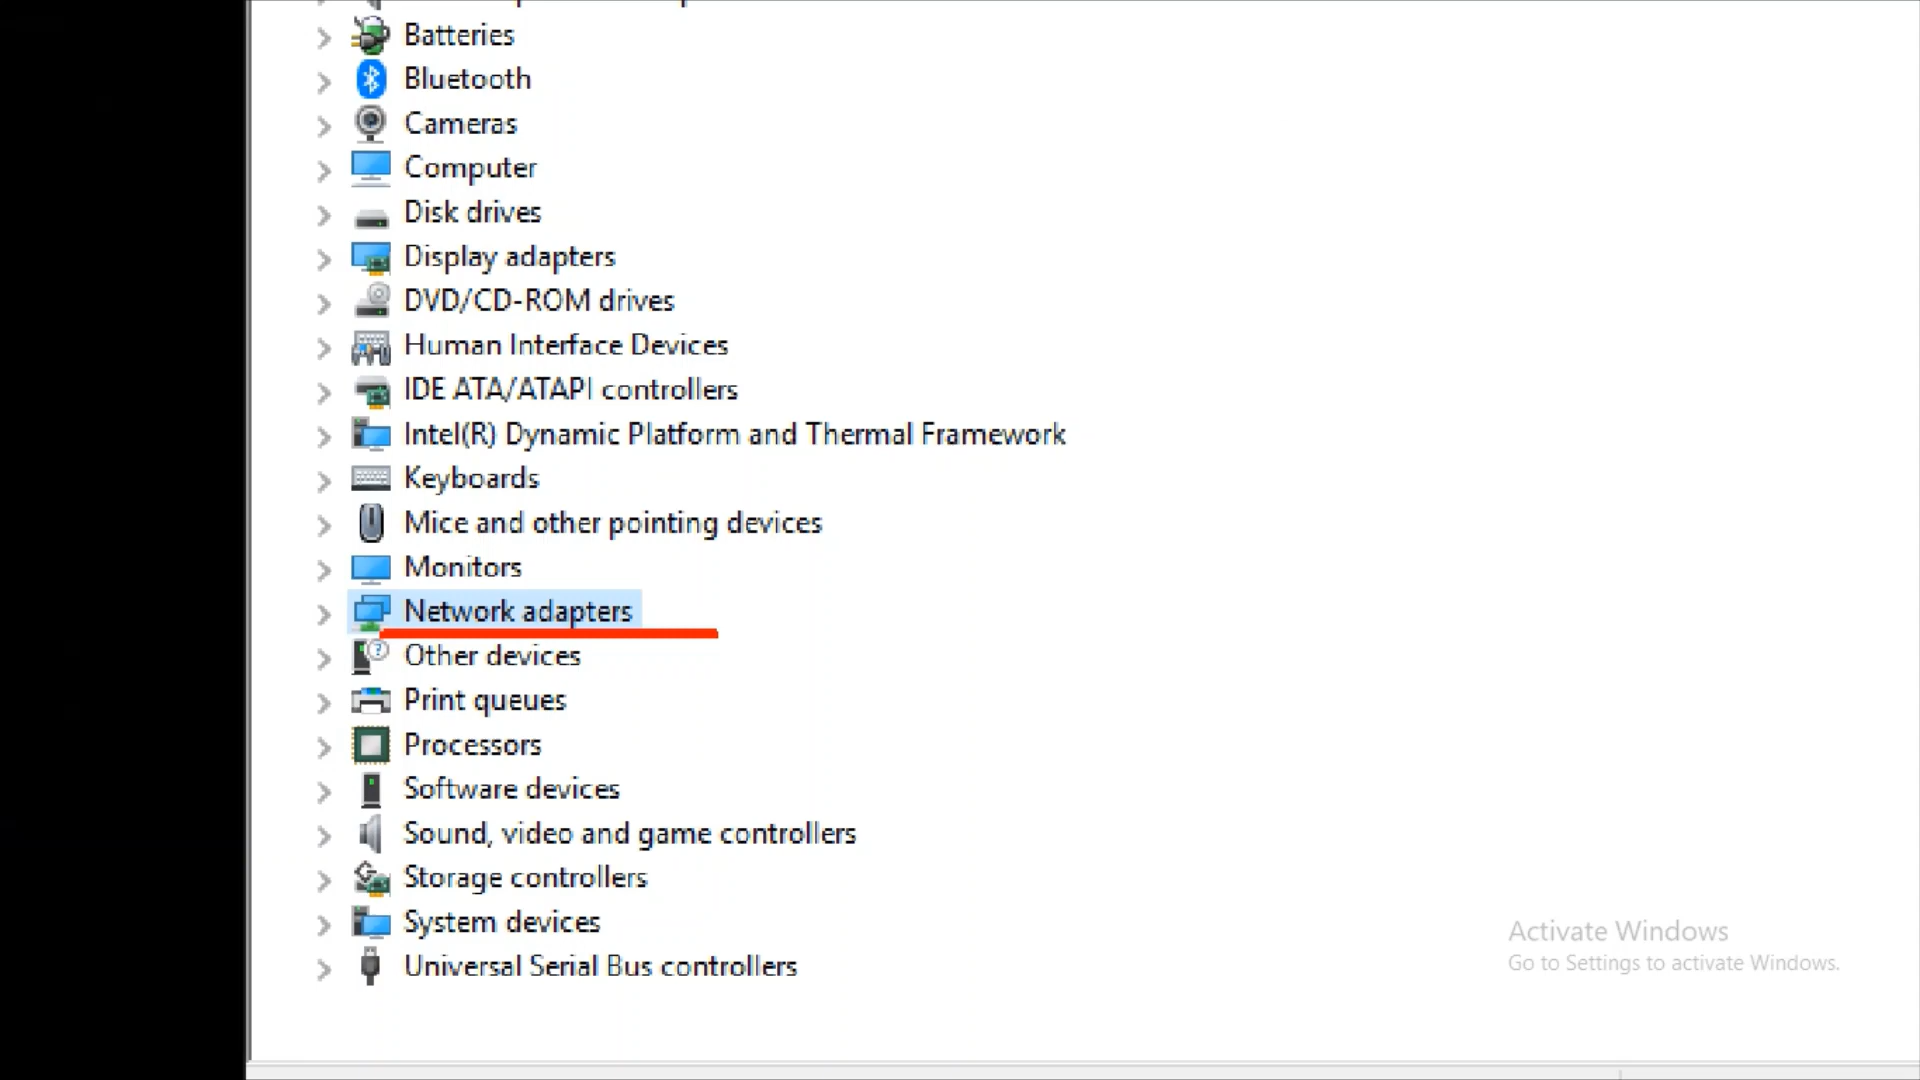 Batteries
Bluetooth
Cameras
Computer
Disk drives
Display adapters
DVD/CD-ROM drives
Human Interface Devices
IDE ATA/ATAPI controllers
Intel(R) Dynamic Platform and Thermal Framework
Keyboards
Mice and other pointing devices
Monitors
Network adapters
Other devices
Print queues
Processors
Software devices
Sound, video and game controllers
Storage controllers
System devices
Universal Serial Bus controllers
Activate Windows
Go to Settings to activate Windows.